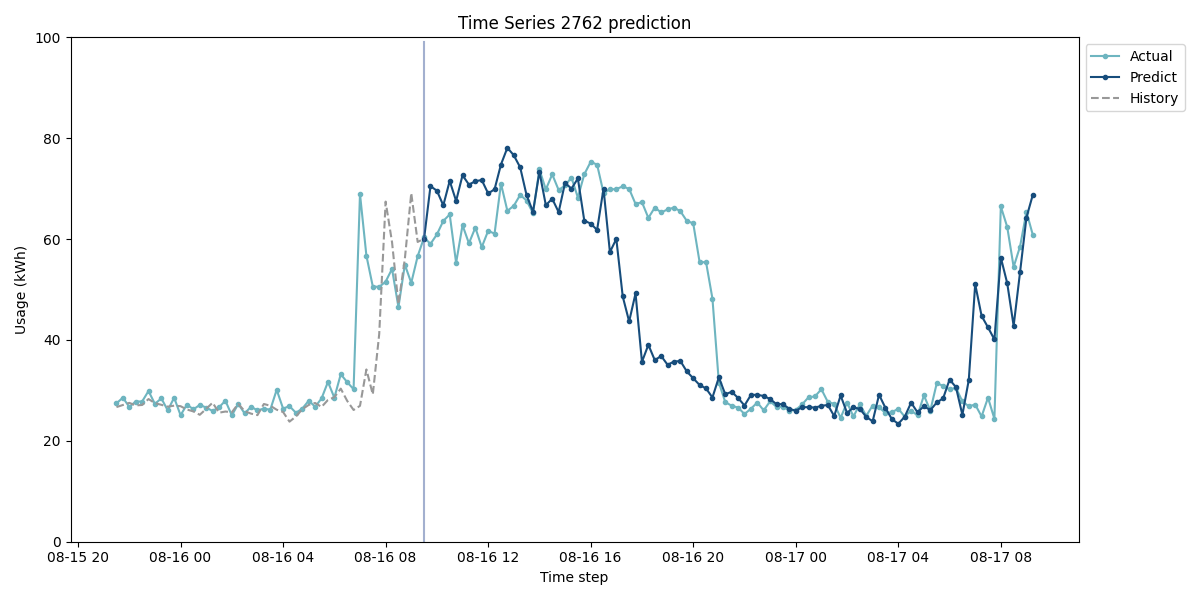 Time Series 2762 prediction
100
80
60
40
20
0
Usage (kWh)
08-15 20
08-16 00
08-16 04
08-16 08
08-16 12
08-16 16
08-16 20
08-17 00
08-17 04
08-17 08
Time step
Actual
Predict
History